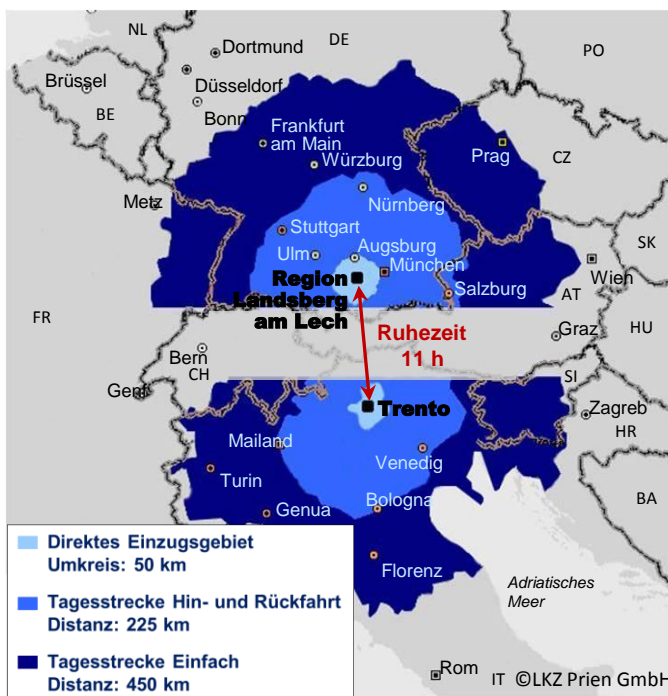 NL
DE
PO
Dortmund
Brüssel
Düsseldorf
BE
Bonn
Frankfurt
am Main
Prag
CZ
Würzburg
Metz
Nürnberg
Stuttgart
SK
Ulm
Augsburg
München
Wien
Region
Landsberg
am Lech
Salzburg
AT
FR
HU
Ruhezeit
11 h
Graz
Bern
CH
SI
Genf
Trento
Zagreb
HR
Mailand
Venedig
Turin
BA
Genua
Bologna
Direktes Einzugsgebiet
Umkreis: 50 km
Florenz
Adriatisches
Meer
Tagesstrecke Hin- und Rückfahrt
Distanz: 225 km
Tagesstrecke Einfach
Distanz: 450 km
Rom
IT ©LKZ Prien GmbH